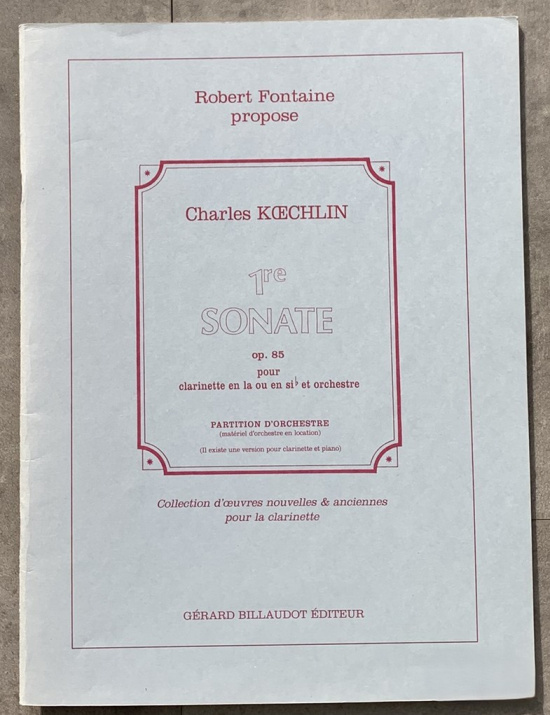 Robert Fontaine
propose
Charles KŒCHLIN
1re
SONATE
op. 85
pour
clarinette en la ou en si♭ et orchestre
PARTITION D'ORCHESTRE
(matériel d'orchestre en location)
(Il existe une version pour clarinette et piano)
Collection d'œuvres nouvelles & anciennes
pour la clarinette
GÉRARD BILLAUDOT ÉDITEUR